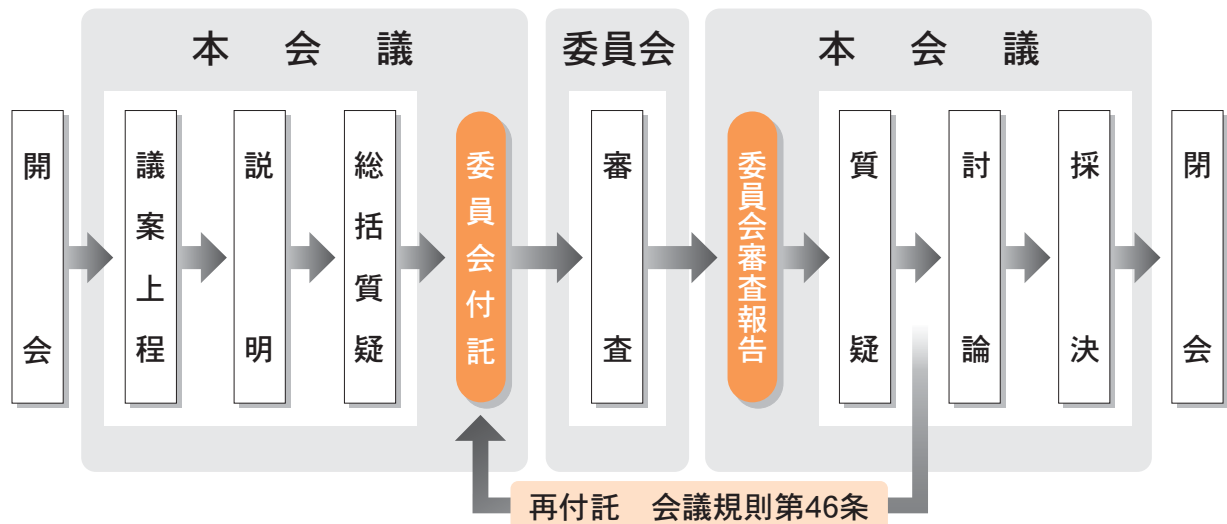 本会議
委員会
本会議
開会
議案上程
説明
総括質疑
委員会付託
審査
委員会審査報告
質疑
討論
採決
閉会
再付託　会議規則第46条